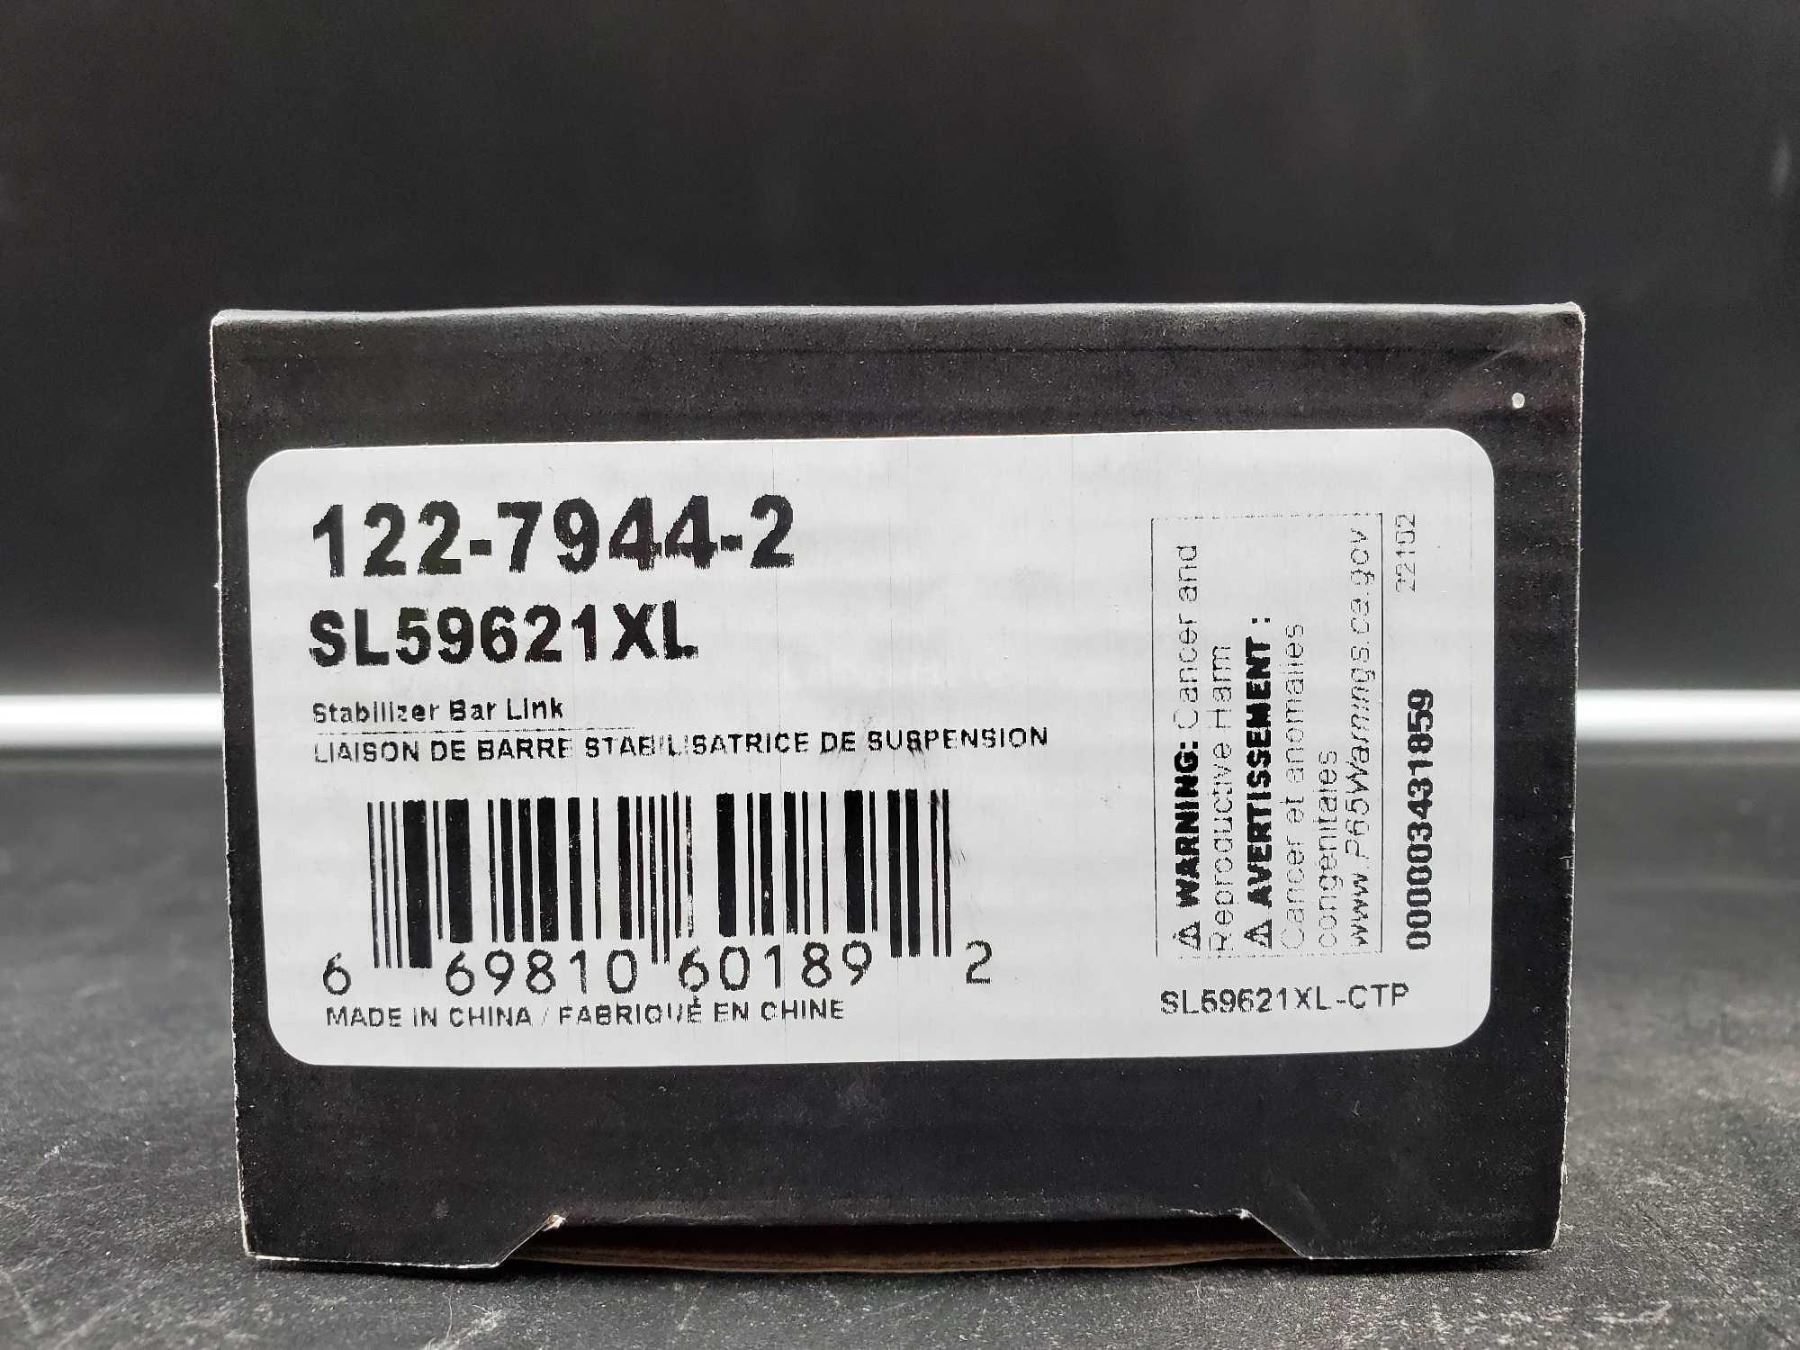 122-7944-2
SL59621XL
Stabilizer Bar Link
LIAISON DE BARRE STABILISATRICE DE SUSPENSION
6 69810 60189 2
MADE IN CHINA / FABRIQUÉ EN CHINE
⚠ WARNING: Cancer and
Reproductive Harm
⚠ AVERTISSEMENT :
Cancer et anomalies
congenitales
www.P65Warnings.ca.gov
22102
00003431859
SL59621XL-CTP